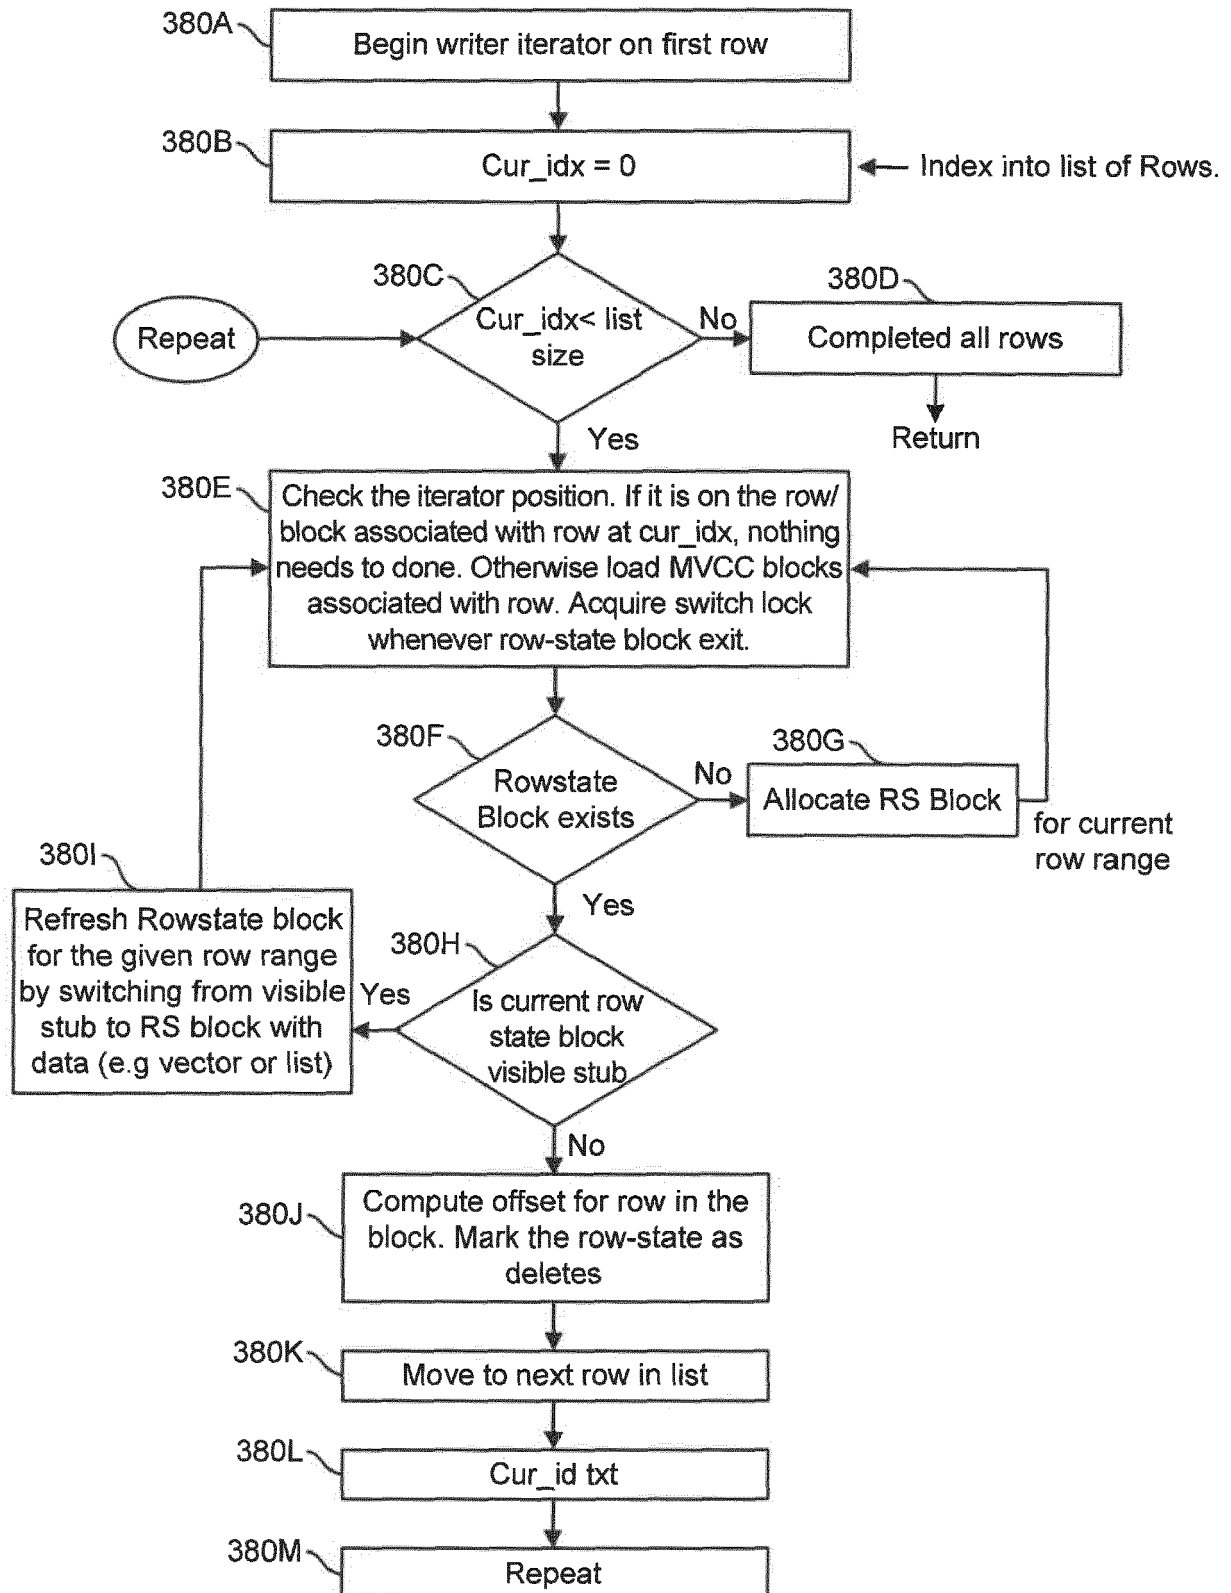 380A
Begin writer iterator on first row
380B
Cur_idx = 0
Index into list of Rows.
380C
Cur_idx< list
size
Repeat
No
380D
Completed all rows
Return
Yes
380E
Check the iterator position. If it is on the row/
block associated with row at cur_idx, nothing
needs to done. Otherwise load MVCC blocks
associated with row. Acquire switch lock
whenever row-state block exit.
380F
Rowstate
Block exists
No
380G
Allocate RS Block
for current
row range
Yes
380I
Refresh Rowstate block
for the given row range
by switching from visible
stub to RS block with
data (e.g vector or list)
Yes
380H
Is current row
state block
visible stub
No
380J
Compute offset for row in the
block. Mark the row-state as
deletes
380K
Move to next row in list
380L
Cur_id txt
380M
Repeat